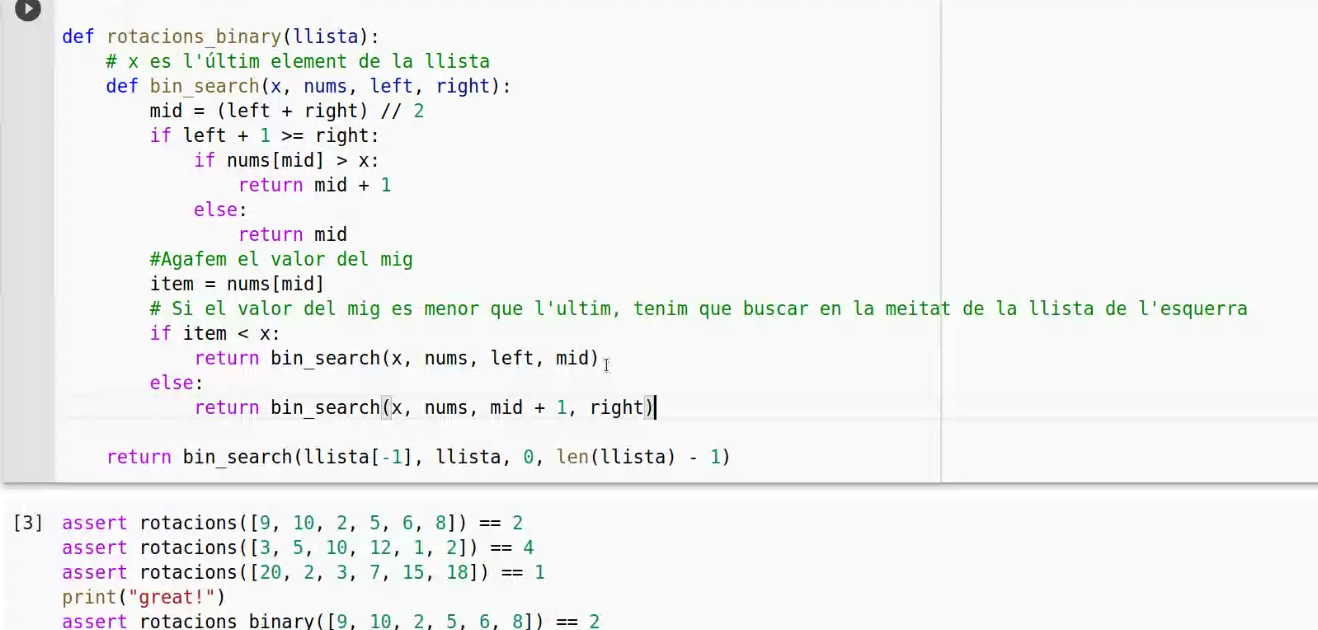 def rotacions_binary(llista):
    # x es l'últim element de la llista
    def bin_search(x, nums, left, right):
        mid = (left + right) // 2
        if left + 1 >= right:
            if nums[mid] > x:
                return mid + 1
            else:
                return mid
        #Agafem el valor del mig
        item = nums[mid]
        # Si el valor del mig es menor que l'ultim, tenim que buscar en la meitat de la llista de l'esquerra
        if item < x:
            return bin_search(x, nums, left, mid)
        else:
            return bin_search(x, nums, mid + 1, right)
    return bin_search(llista[-1], llista, 0, len(llista) - 1)
[3] assert rotacions([9, 10, 2, 5, 6, 8]) == 2
assert rotacions([3, 5, 10, 12, 1, 2]) == 4
assert rotacions([20, 2, 3, 7, 15, 18]) == 1
print("great!")
assert rotacions_binary([9, 10, 2, 5, 6, 8]) == 2